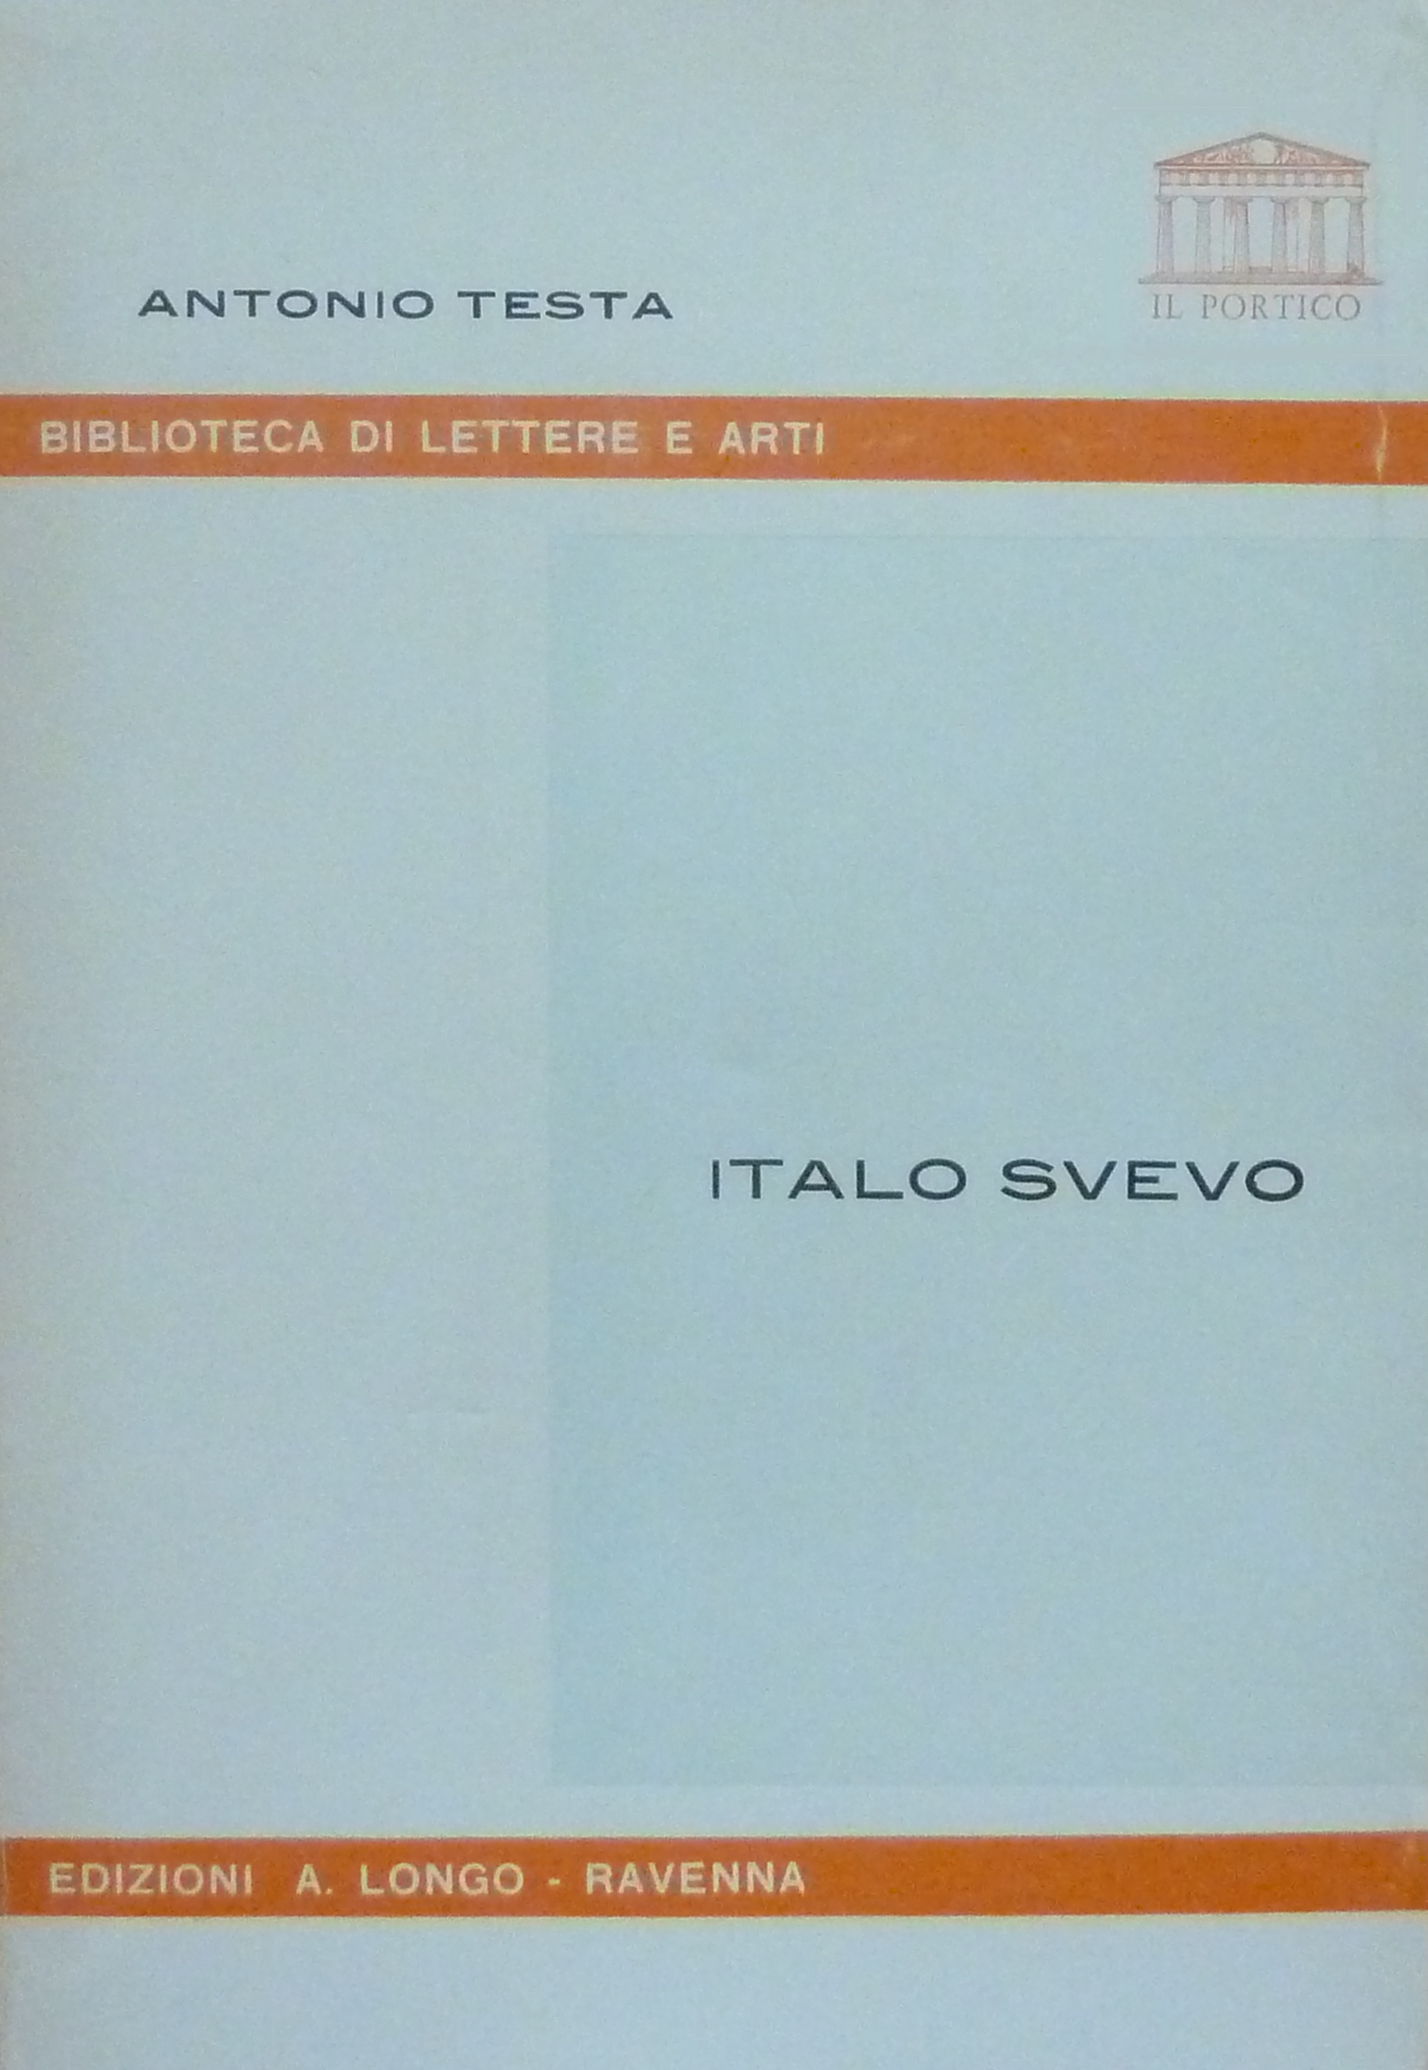 ANTONIO TESTA
IL PORTICO
BIBLIOTECA DI LETTERE E ARTI
ITALO SVEVO
EDIZIONI A. LONGO - RAVENNA